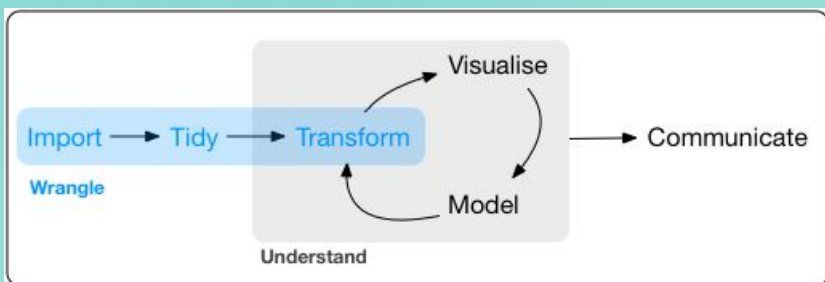 Visualise
Import Tidy Transform Communicate
Wrangle
Model
Understand